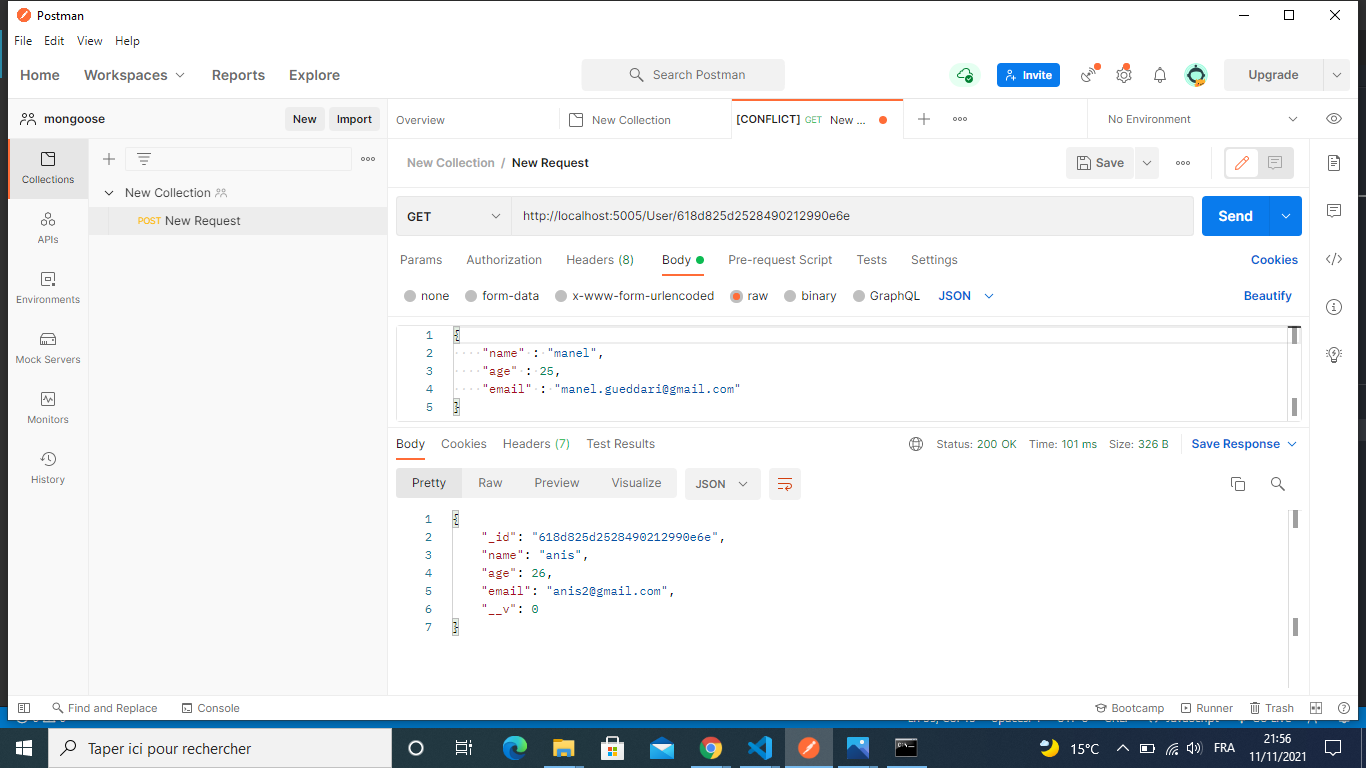 Postman
File Edit View Help
Home Workspaces Reports Explore Search Postman Invite Upgrade
mongoose New Import Overview New Collection [CONFLICT] GET New ... No Environment
Collections
APIs
Environments
Mock Servers
Monitors
History
New Collection
POST New Request
New Collection / New Request Save
GET http://localhost:5005/User/618d825d2528490212990e6e Send
Params Authorization Headers (8) Body Pre-request Script Tests Settings Cookies
none form-data x-www-form-urlencoded raw binary GraphQL JSON Beautify
1 {
2 "name" : "manel",
3 "age" : 25,
4 "email" : "manel.gueddari@gmail.com"
5 }
Body Cookies Headers (7) Test Results Status: 200 OK Time: 101 ms Size: 326 B Save Response
Pretty Raw Preview Visualize JSON
1 {
2 "_id": "618d825d2528490212990e6e",
3 "name": "anis",
4 "age": 26,
5 "email": "anis2@gmail.com",
6 "__v": 0
7 }
Find and Replace Console Bootcamp Runner Trash
Taper ici pour rechercher 15°C FRA 21:56
11/11/2021